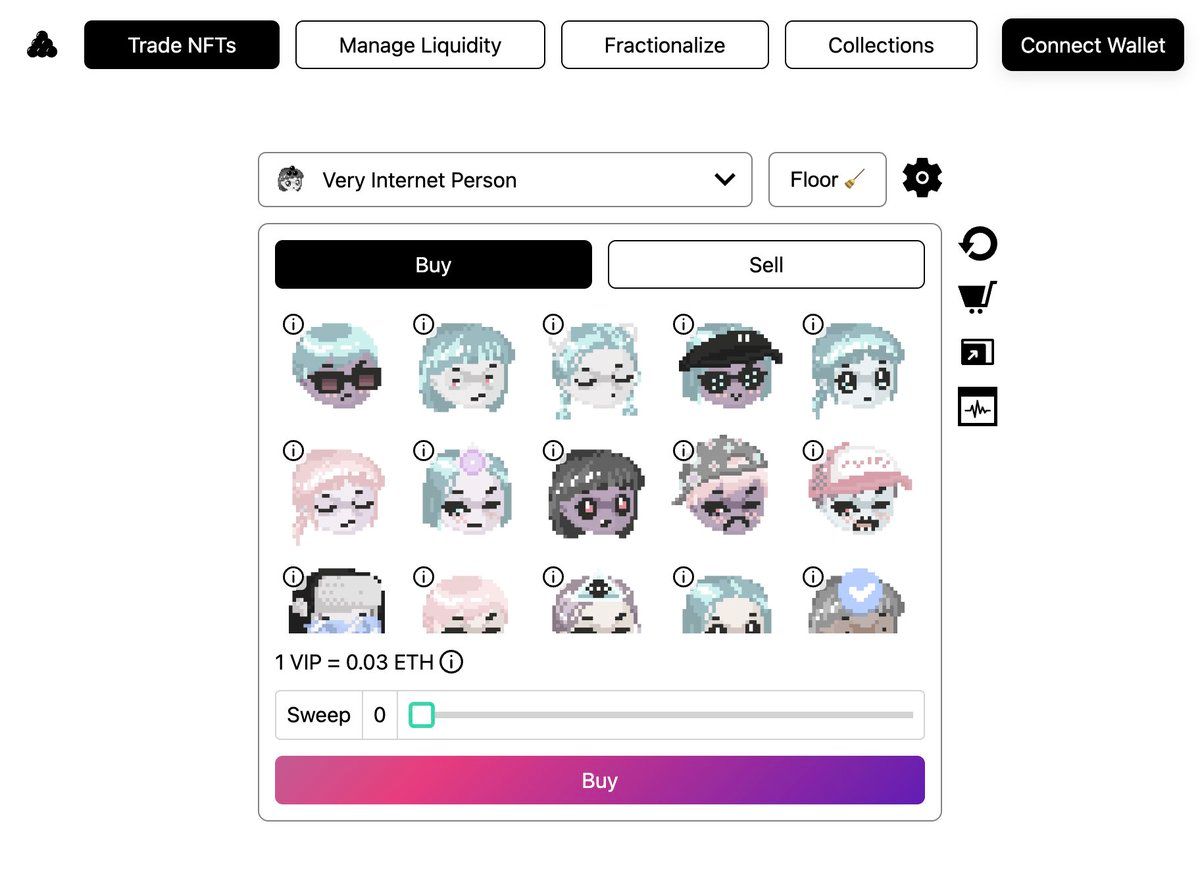 Trade NFTs
Manage Liquidity
Fractionalize
Collections
Connect Wallet
Very Internet Person
Floor 🧹
Buy
Sell
1 VIP = 0.03 ETH
Sweep
0
Buy